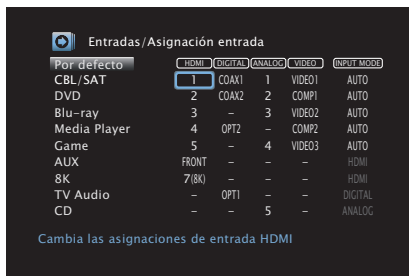 Entradas/Asignación entrada
Por defecto HDMI DIGITAL ANALOG VIDEO INPUT MODE
CBL/SAT 1 COAX1 1 VIDEO1 AUTO
DVD 2 COAX2 2 COMP1 AUTO
Blu-ray 3 – 3 VIDEO2 AUTO
Media Player 4 OPT2 – COMP2 AUTO
Game 5 – 4 VIDEO3 AUTO
AUX FRONT – – – HDMI
8K 7(8K) – – – HDMI
TV Audio – OPT1 – – DIGITAL
CD – – 5 – ANALOG
Cambia las asignaciones de entrada HDMI